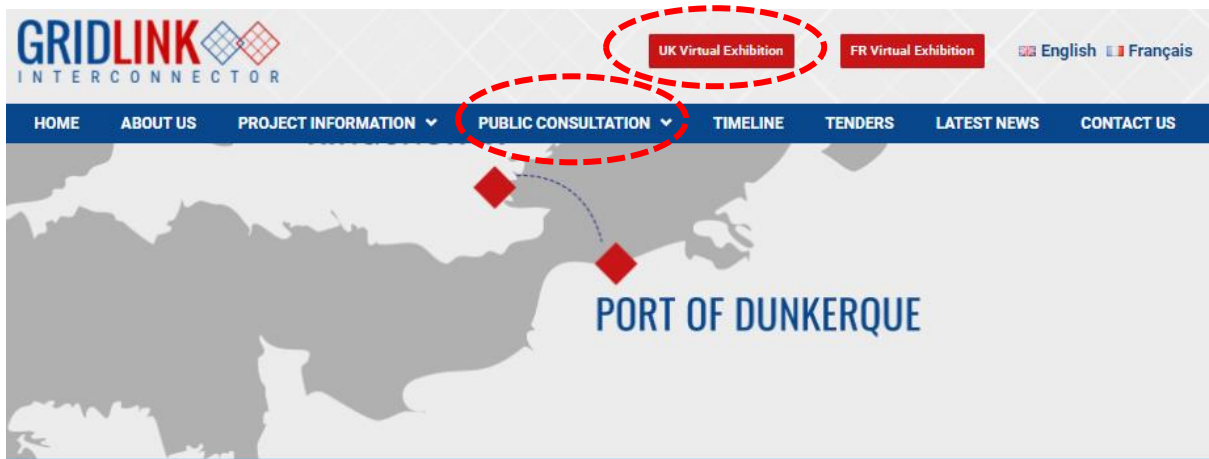 GRIDLINK
INTERCONNECTOR
UK Virtual Exhibition
FR Virtual Exhibition
English
Français
HOME
ABOUT US
PROJECT INFORMATION
PUBLIC CONSULTATION
TIMELINE
TENDERS
LATEST NEWS
CONTACT US
PORT OF DUNKERQUE